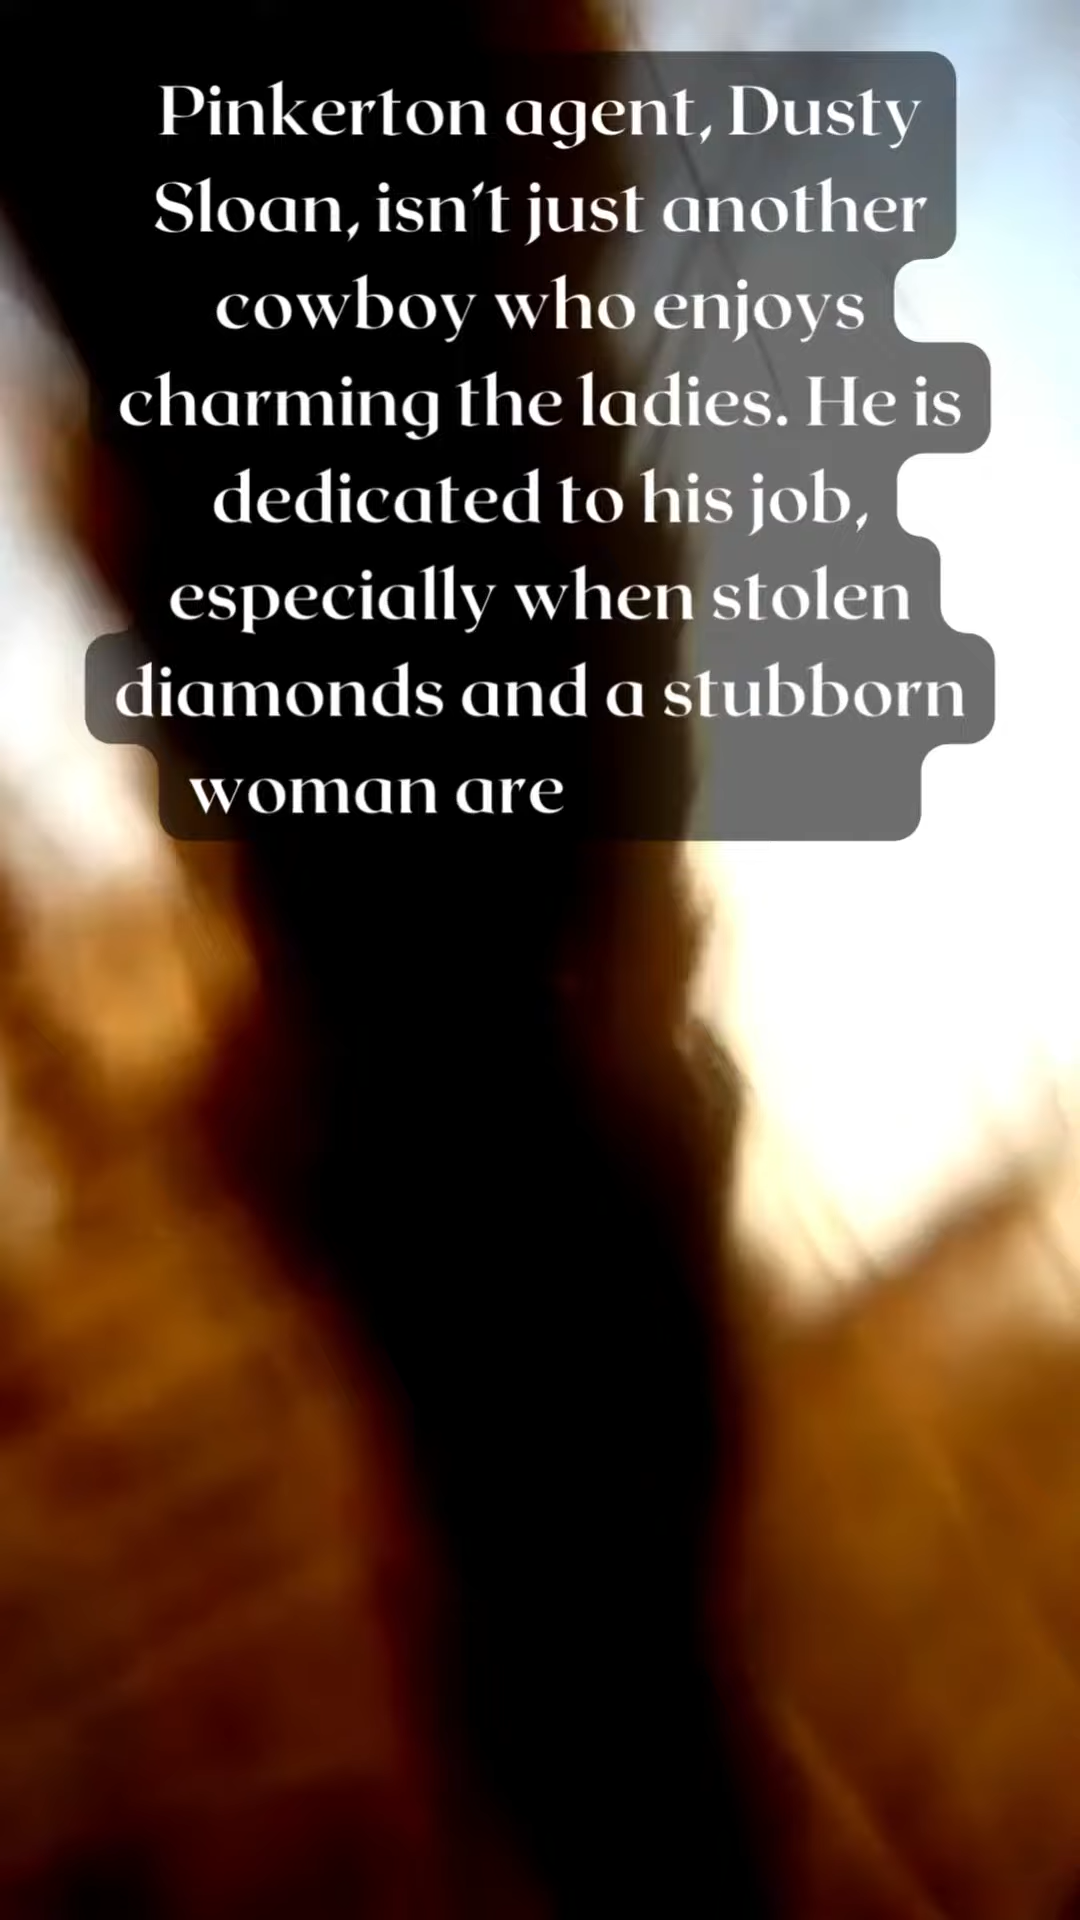 Pinkerton agent, Dusty
Sloan, isn't just another
cowboy who enjoys
charming the ladies. He is
dedicated to his job,
especially when stolen
diamonds and a stubborn
woman are